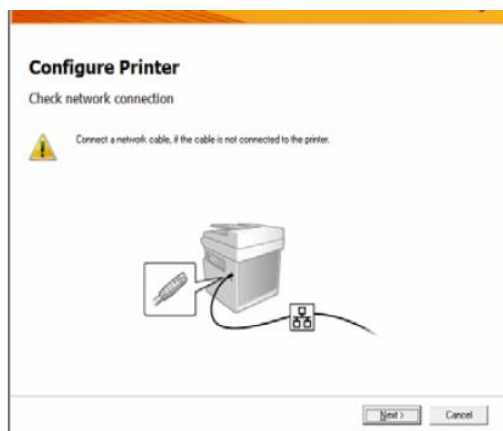 Configure Printer
Check network connection
Connect a network cable, if the cable is not connected to the printer.
Next >
Cancel